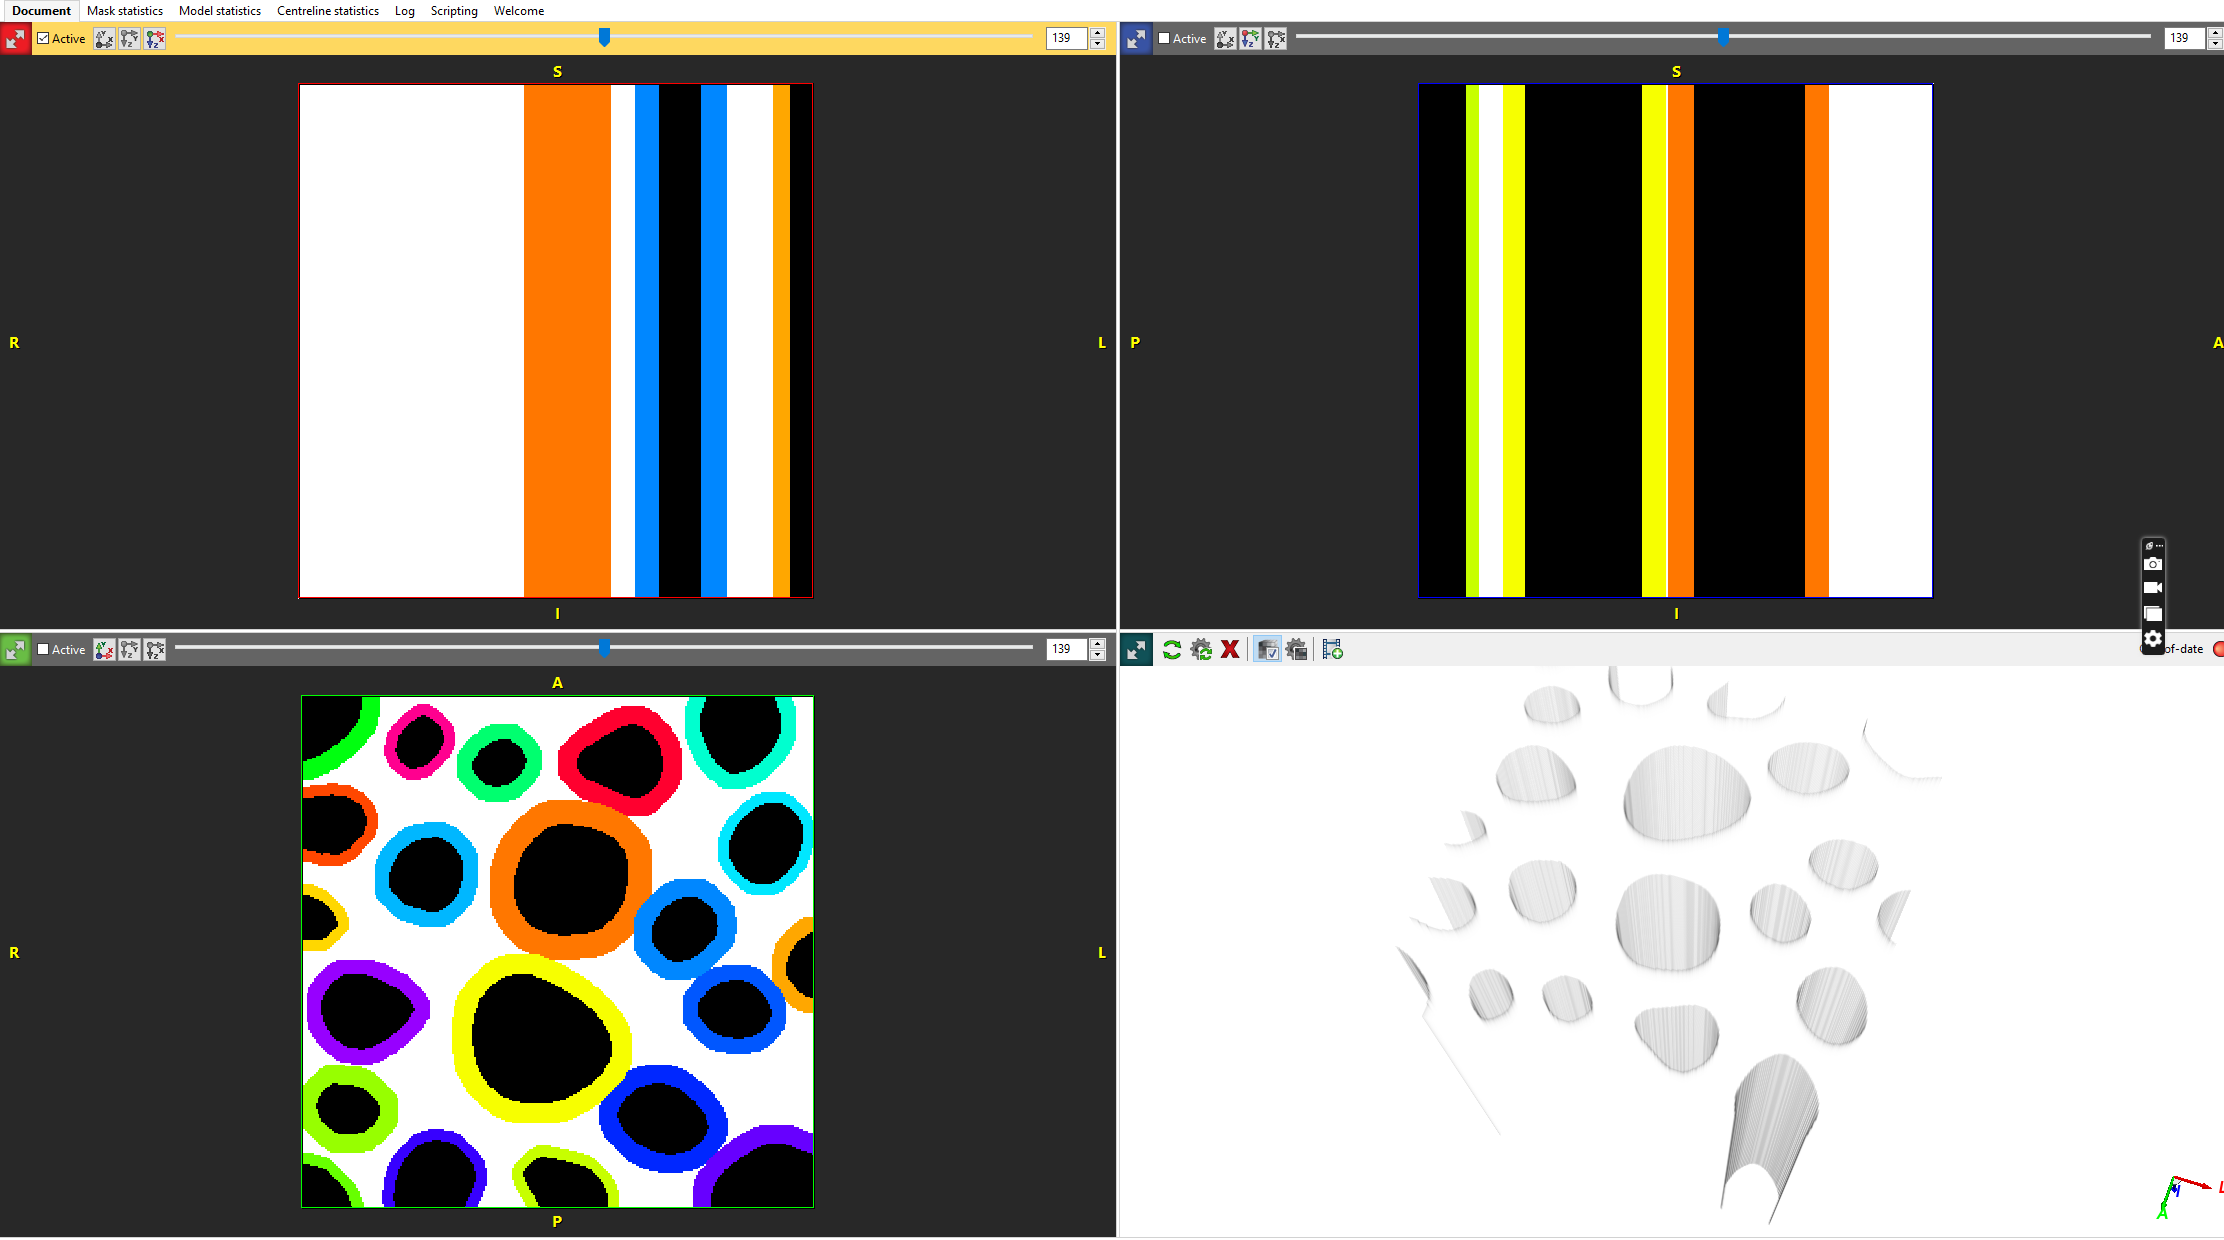 Document Mask statistics Model statistics Centreline statistics Log Scripting Welcome
Active 139
S
R L
I
Active 139
S
P A
I
Active 139
A
R L
P
of-date
L
A